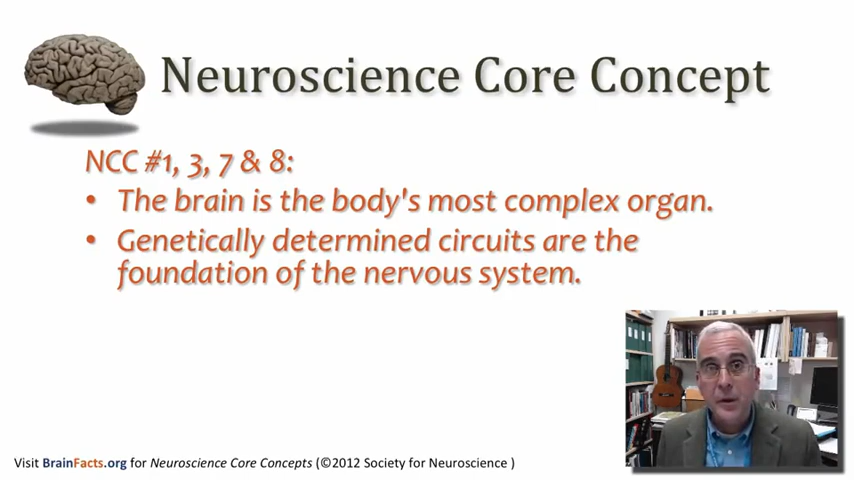 Neuroscience Core Concept
NCC #1, 3, 7 & 8:
• The brain is the body's most complex organ.
• Genetically determined circuits are the
foundation of the nervous system.
Visit BrainFacts.org for Neuroscience Core Concepts (©2012 Society for Neuroscience )